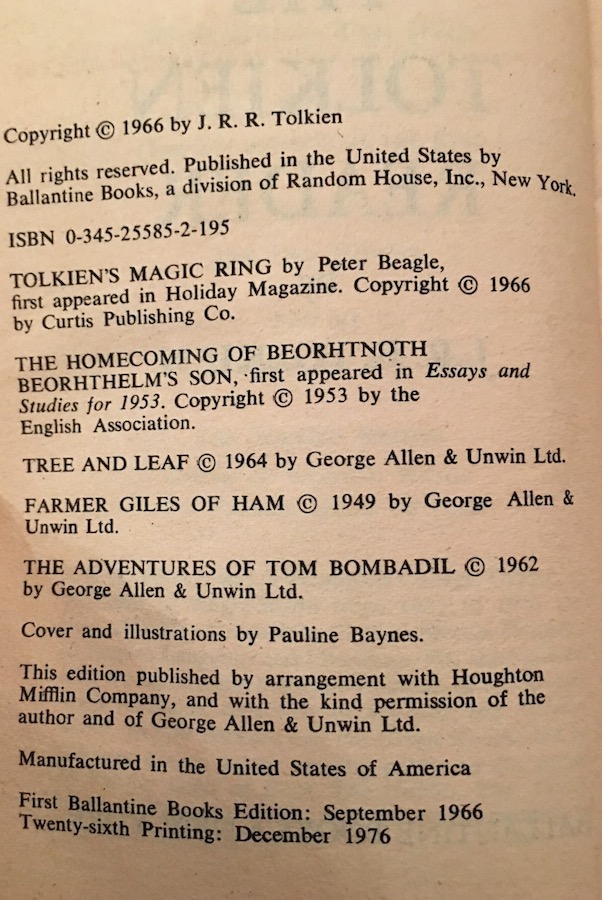 Copyright © 1966 by J. R. R. Tolkien
All rights reserved. Published in the United States by
Ballantine Books, a division of Random House, Inc., New York.
ISBN 0-345-25585-2-195
TOLKIEN'S MAGIC RING by Peter Beagle,
first appeared in Holiday Magazine. Copyright © 1966
by Curtis Publishing Co.
THE HOMECOMING OF BEORHTNOTH
BEORHTHELM'S SON, first appeared in Essays and
Studies for 1953. Copyright © 1953 by the
English Association.
TREE AND LEAF © 1964 by George Allen & Unwin Ltd.
FARMER GILES OF HAM © 1949 by George Allen &
Unwin Ltd.
THE ADVENTURES OF TOM BOMBADIL © 1962
by George Allen & Unwin Ltd.
Cover and illustrations by Pauline Baynes.
This edition published by arrangement with Houghton
Mifflin Company, and with the kind permission of the
author and of George Allen & Unwin Ltd.
Manufactured in the United States of America
First Ballantine Books Edition: September 1966
Twenty-sixth Printing: December 1976